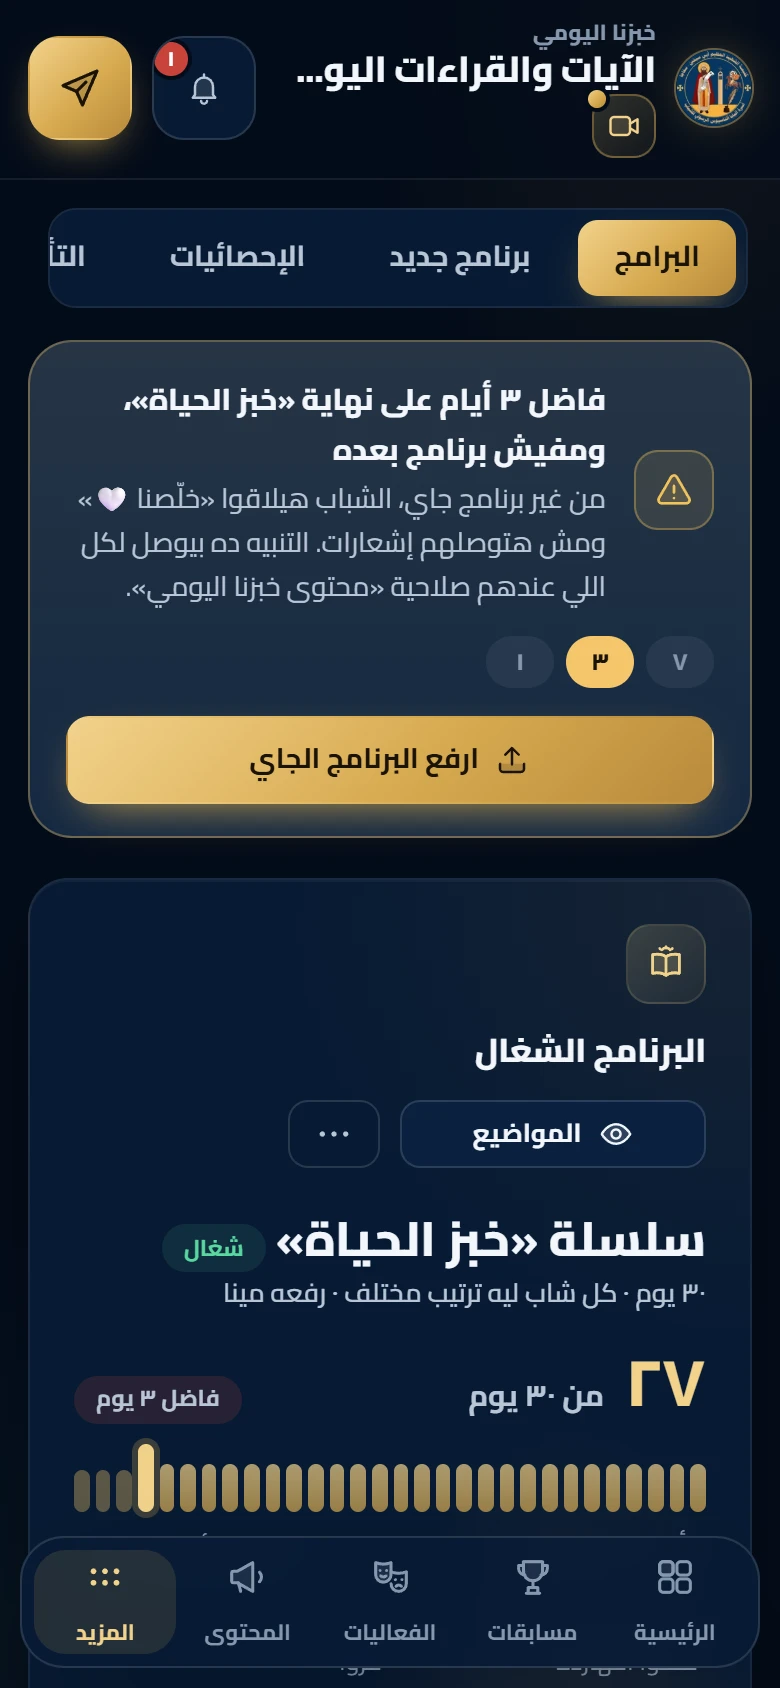 خبزنا اليومي
الآيات والقراءات اليو...
١
البرامج
برنامج جديد
الإحصائيات
فاضل ٣ أيام على نهاية «خبز الحياة»،
ومفيش برنامج بعده
من غير برنامج جاي، الشباب هيلاقوا «خلّصنا 🤍»
ومش هتوصلهم إشعارات. التنبيه ده بيوصل لكل
اللي عندهم صلاحية «محتوى خبزنا اليومي».
٧
٣
١
ارفع البرنامج الجاي
البرنامج الشغال
المواضيع
سلسلة «خبز الحياة» شغال
٣٠ يوم · كل شاب ليه ترتيب مختلف · رفعه مينا
٢٧ من ٣٠ يوم
فاضل ٣ يوم
الرئيسية
مسابقات
الفعاليات
المحتوى
المزيد